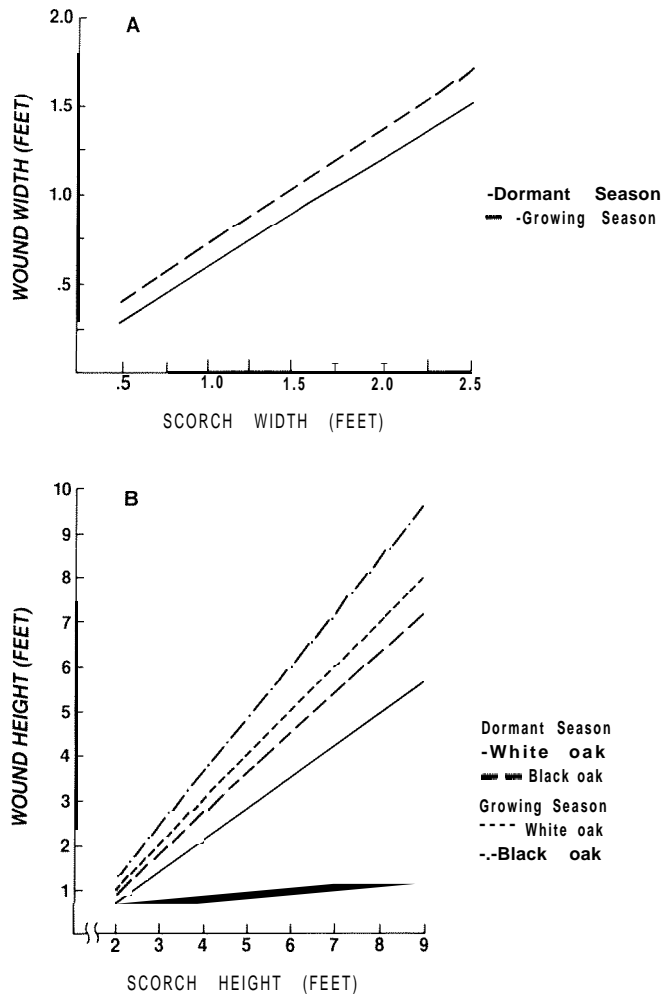 A
2.0
1.5
1.0
.5
WOUND WIDTH (FEET)
.5 1.0 1.5 2.0 2.5
SCORCH WIDTH (FEET)
-Dormant Season
-Growing Season
B
10
9
8
7
6
5
4
3
2
1
WOUND HEIGHT (FEET)
2 3 4 5 6 7 8 9
SCORCH HEIGHT (FEET)
Dormant Season
-White oak
Black oak
Growing Season
---- White oak
-.-Black oak